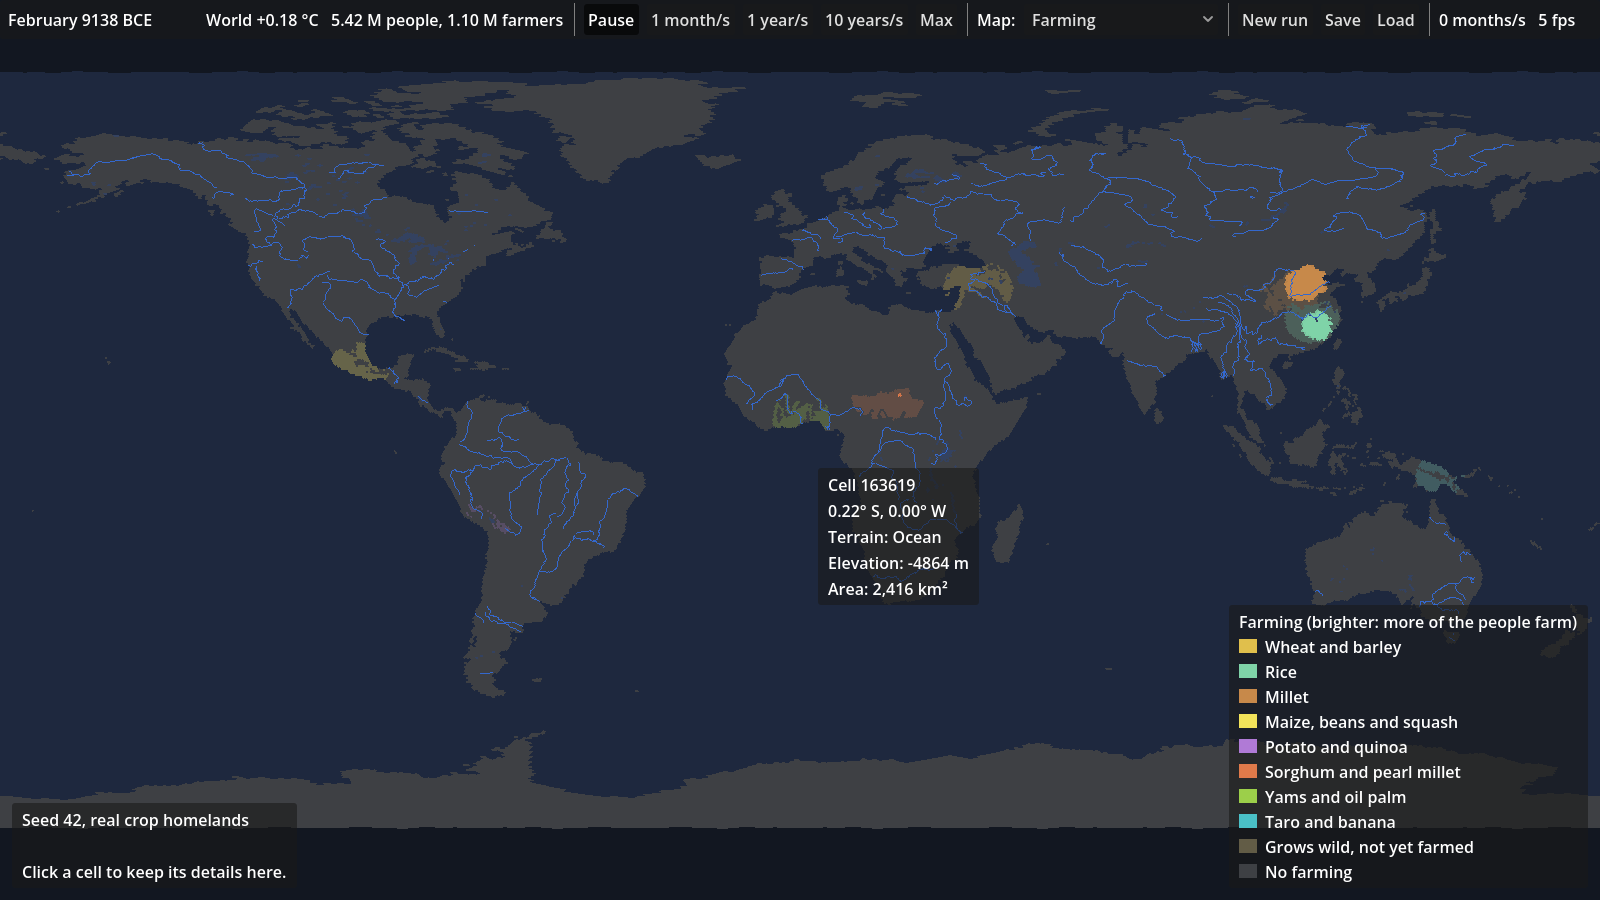 February 9138 BCE World +0.18 °C 5.42 M people, 1.10 M farmers Pause 1 month/s 1 year/s 10 years/s Max Map: Farming New run Save Load 0 months/s 5 fps
Cell 163619
0.22° S, 0.00° W
Terrain: Ocean
Elevation: -4864 m
Area: 2,416 km²
Farming (brighter: more of the people farm)
Wheat and barley
Rice
Millet
Maize, beans and squash
Potato and quinoa
Sorghum and pearl millet
Yams and oil palm
Taro and banana
Grows wild, not yet farmed
No farming
Seed 42, real crop homelands
Click a cell to keep its details here.